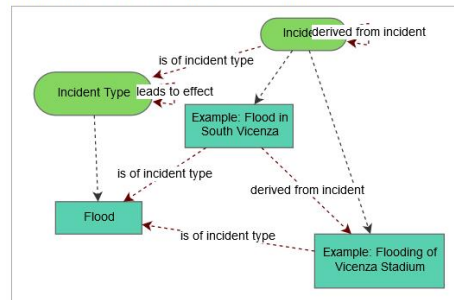 derived from incident
is of incident type
Incident Type
leads to effect
Example: Flood in
South Vicenza
is of incident type
derived from incident
Flood
is of incident type
Example: Flooding of
Vicenza Stadium